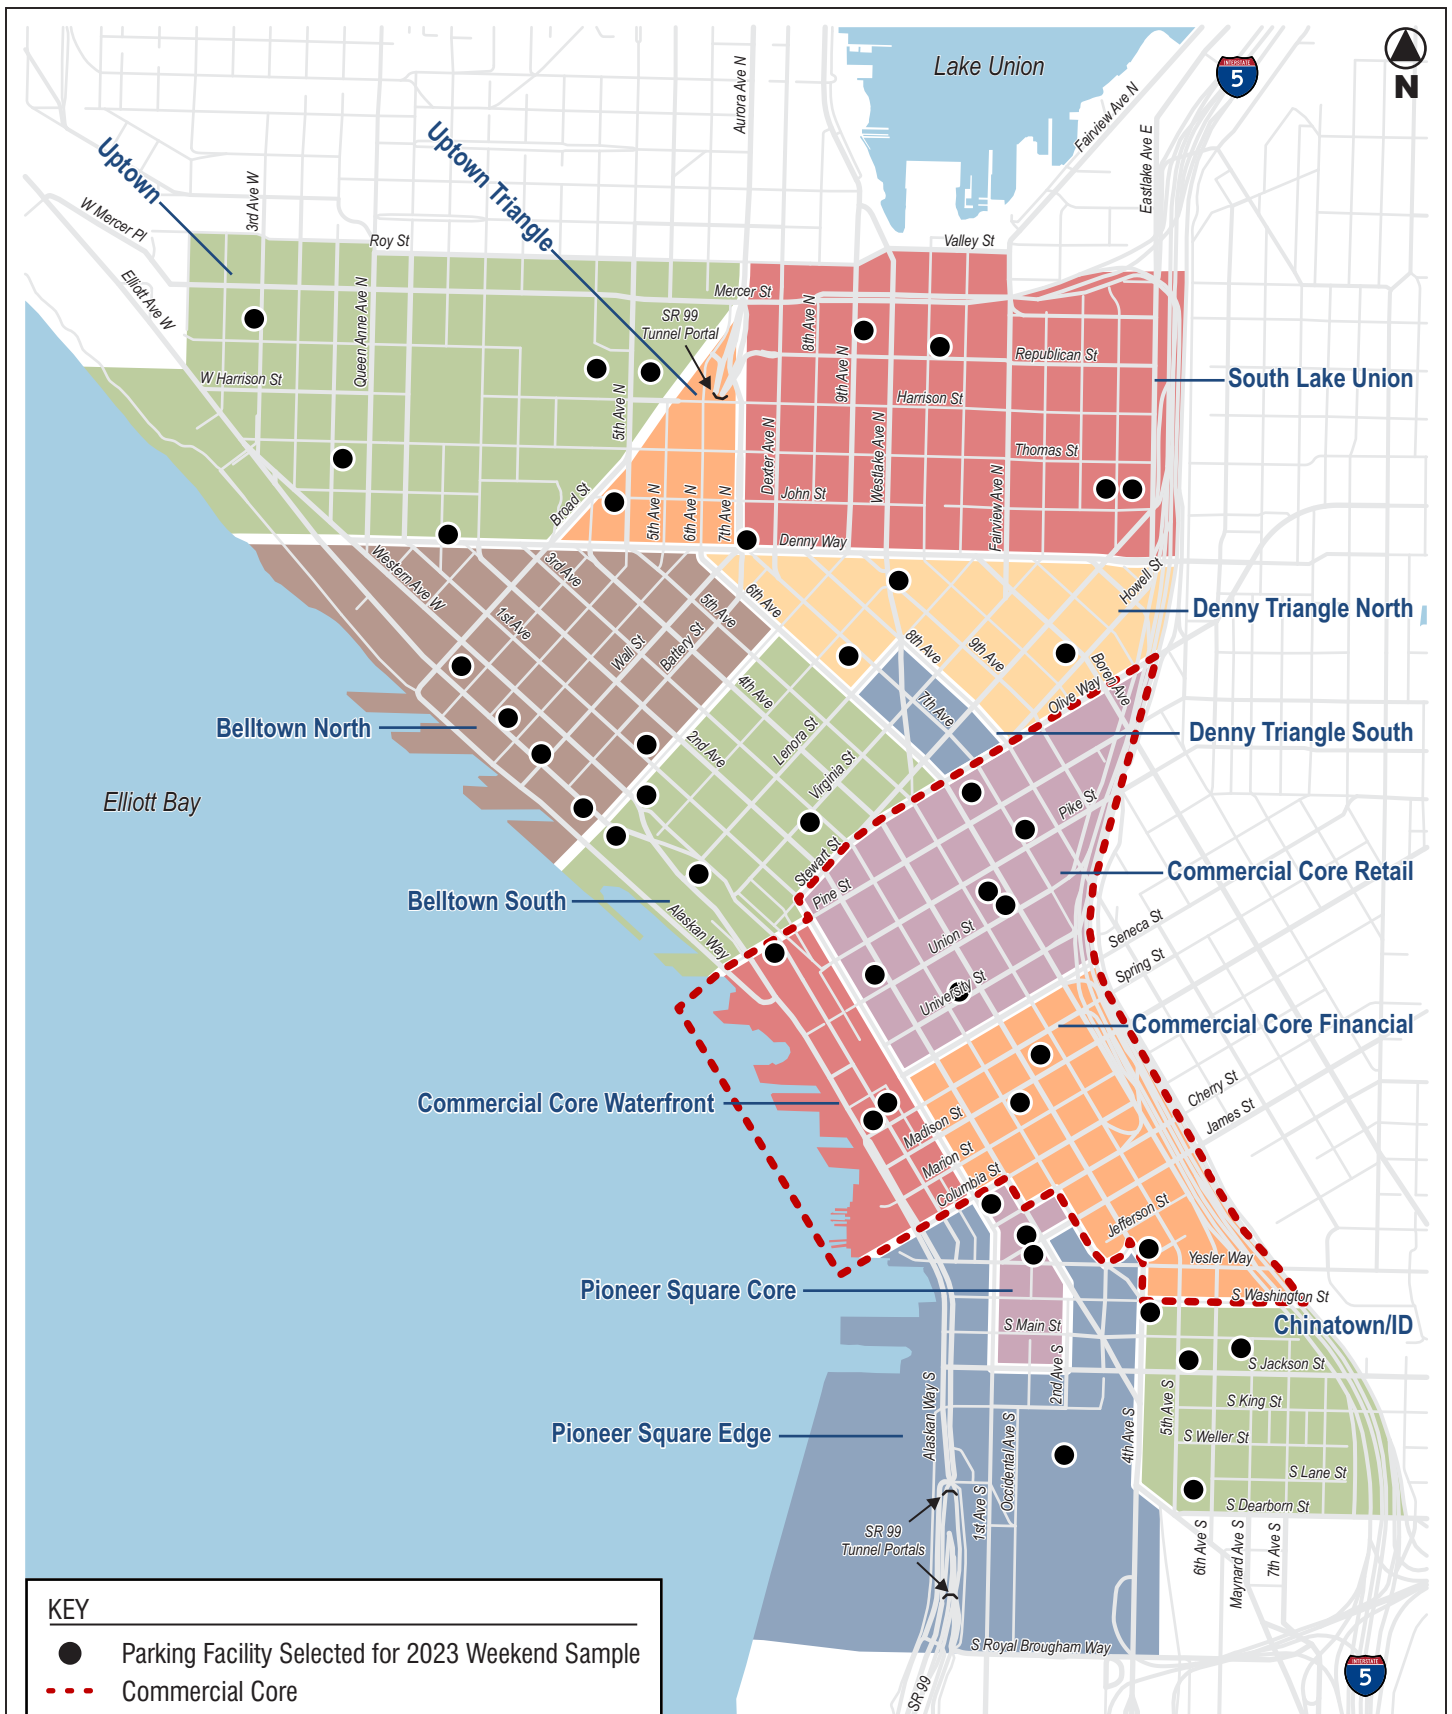 Lake Union
INTERSTATE
5
N
Aurora Ave N
Fairview Ave N
Eastlake Ave E
Uptown
Uptown Triangle
3rd Ave W
W Mercer Pl
Roy St
Valley St
Elliott Ave W
Queen Anne Ave N
Mercer St
SR 99
Tunnel Portal
8th Ave N
9th Ave N
Republican St
W Harrison St
South Lake Union
Harrison St
5th Ave N
Dexter Ave N
Westlake Ave N
Thomas St
Fairview Ave N
John St
Broad St
5th Ave N
6th Ave N
7th Ave N
Denny Way
Western Ave W
3rd Ave
1st Ave
Wall St
Battery St
5th Ave
6th Ave
Howell St
Denny Triangle North
8th Ave
9th Ave
Boren Ave
4th Ave
7th Ave
Olive Way
Belltown North
2nd Ave
Lenora St
Virginia St
Denny Triangle South
Elliott Bay
Pike St
Stewart St
Pine St
Commercial Core Retail
Belltown South
Alaskan Way
Union St
Seneca St
Spring St
University St
Commercial Core Financial
Commercial Core Waterfront
Madison St
Cherry St
James St
Marion St
Columbia St
Jefferson St
Yesler Way
Pioneer Square Core
S Washington St
S Main St
Chinatown/ID
S Jackson St
2nd Ave S
S King St
5th Ave S
4th Ave S
Alaskan Way S
Pioneer Square Edge
S Weller St
Occidental Ave S
S Lane St
1st Ave S
S Dearborn St
SR 99
Tunnel Portals
6th Ave S
Maynard Ave S
7th Ave S
S Royal Brougham Way
SR 99
INTERSTATE
5
KEY
Parking Facility Selected for 2023 Weekend Sample
Commercial Core